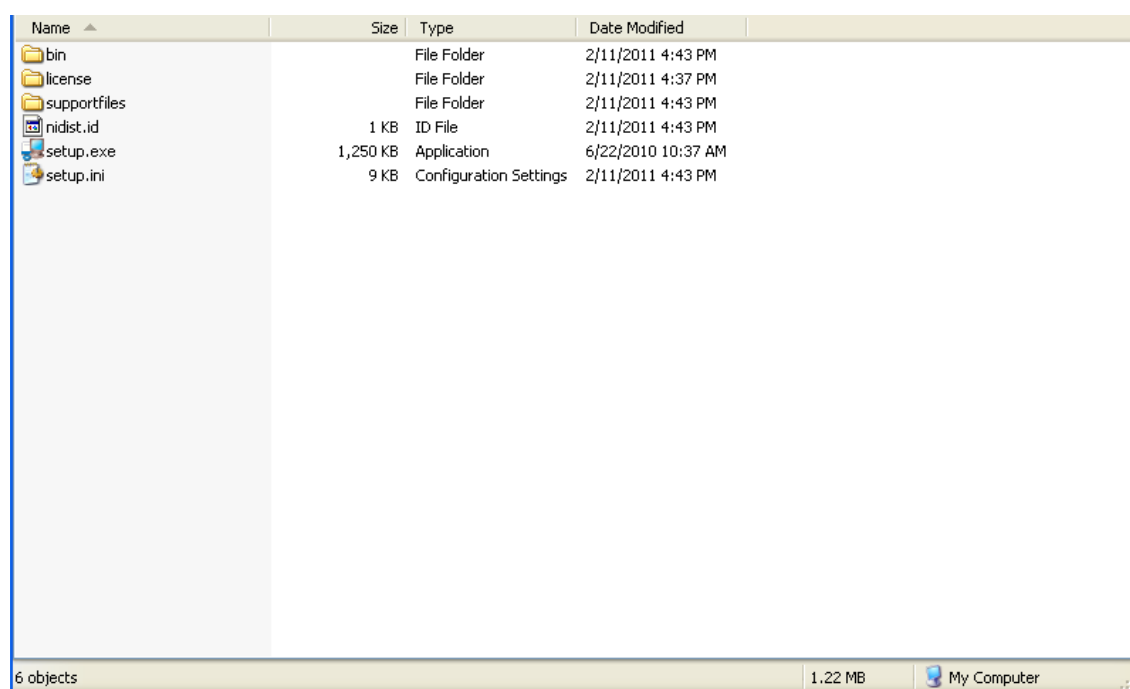 Name Size Type Date Modified
bin File Folder 2/11/2011 4:43 PM
license File Folder 2/11/2011 4:37 PM
supportfiles File Folder 2/11/2011 4:43 PM
nidist.id 1 KB ID File 2/11/2011 4:43 PM
setup.exe 1,250 KB Application 6/22/2010 10:37 AM
setup.ini 9 KB Configuration Settings 2/11/2011 4:43 PM
6 objects 1.22 MB My Computer